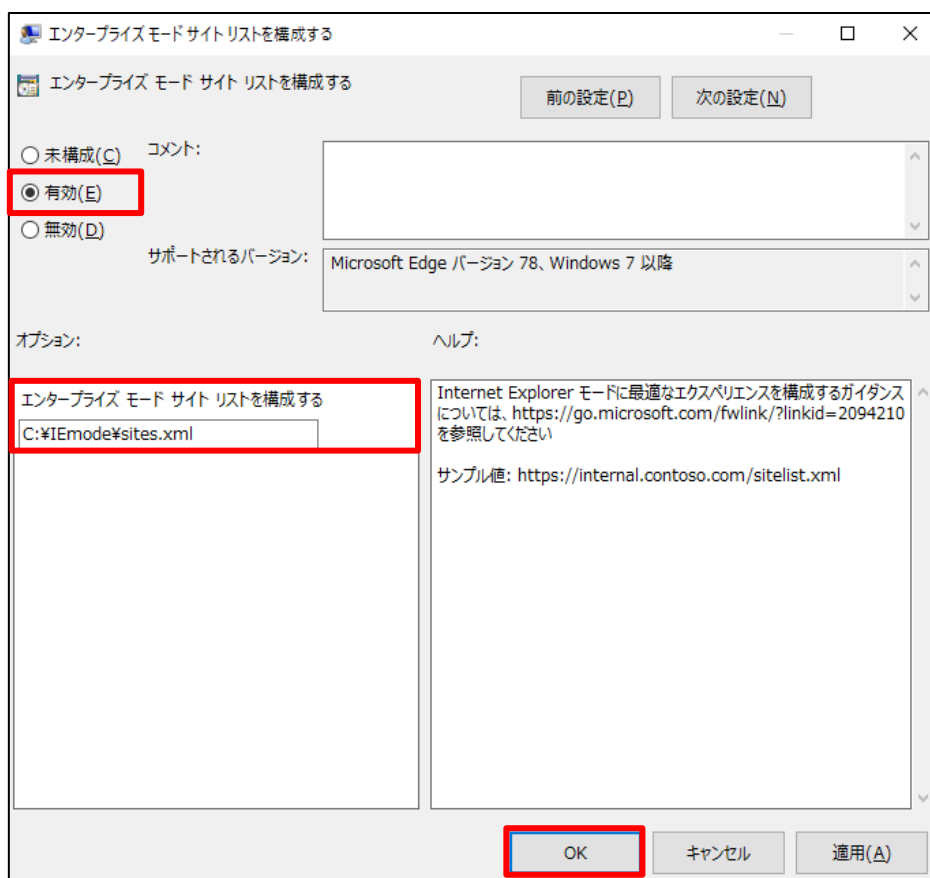 エンタープライズ モード サイト リストを構成する
エンタープライズ モード サイト リストを構成する
前の設定(P)
次の設定(N)
未構成(C)
コメント:
有効(E)
無効(D)
サポートされるバージョン:
Microsoft Edge バージョン 78、Windows 7 以降
オプション:
ヘルプ:
エンタープライズ モード サイト リストを構成する
C:¥IEmode¥sites.xml
Internet Explorer モードに最適なエクスペリエンスを構成するガイダンス
については、https://go.microsoft.com/fwlink/?linkid=2094210
を参照してください
サンプル値: https://internal.contoso.com/sitelist.xml
OK
キャンセル
適用(A)